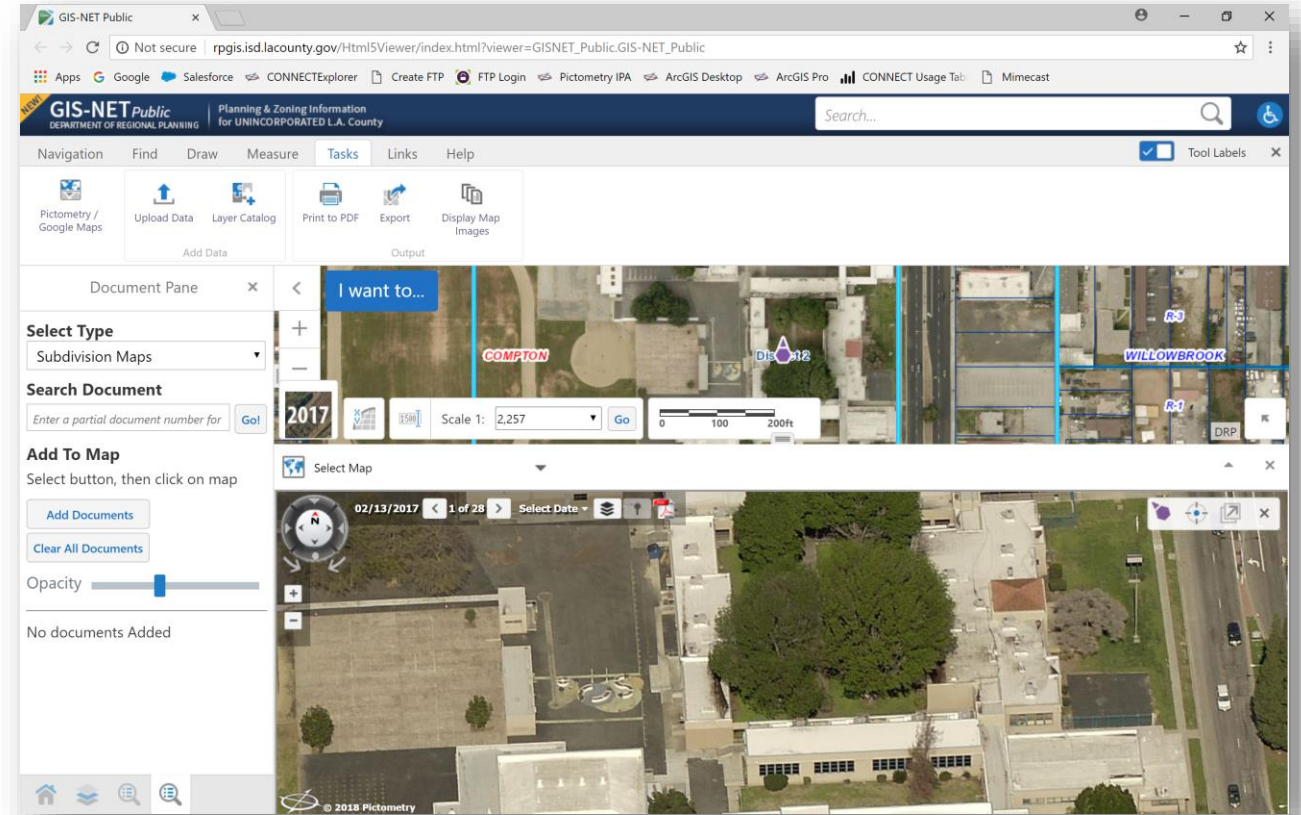 GIS-NET Public
Not secure | rpgis.isd.lacounty.gov/Html5Viewer/index.html?viewer=GISNET_Public.GIS-NET_Public
Apps Google Salesforce CONNECTExplorer Create FTP FTP Login Pictometry IPA ArcGIS Desktop ArcGIS Pro CONNECT Usage Tab Mimecast
NEW!
GIS-NET Public
DEPARTMENT OF REGIONAL PLANNING
Planning & Zoning Information
for UNINCORPORATED L.A. County
Search...
Navigation Find Draw Measure Tasks Links Help Tool Labels
Pictometry /
Google Maps
Upload Data Layer Catalog
Add Data
Print to PDF Export Display Map
Images
Output
Document Pane
Select Type
Subdivision Maps
Search Document
Enter a partial document number for Go!
Add To Map
Select button, then click on map
Add Documents
Clear All Documents
Opacity
No documents Added
I want to...
COMPTON
District 2
R-3
WILLOWBROOK
R-1
DRP
2017
X,Y
1:500
Scale 1: 2,257 Go
0 100 200ft
Select Map
N
02/13/2017 1 of 28 Select Date
© 2018 Pictometry